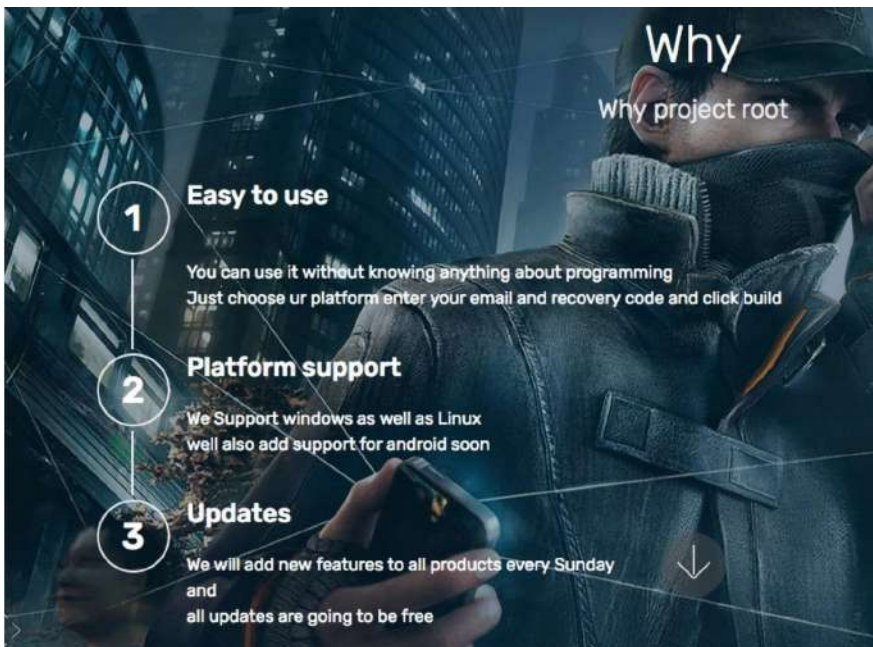 Why
Why project root
1
Easy to use
You can use it without knowing anything about programming
Just choose ur platform enter your email and recovery code and click build
2
Platform support
We Support windows as well as Linux
well also add support for android soon
3
Updates
We will add new features to all products every Sunday
and
all updates are going to be free